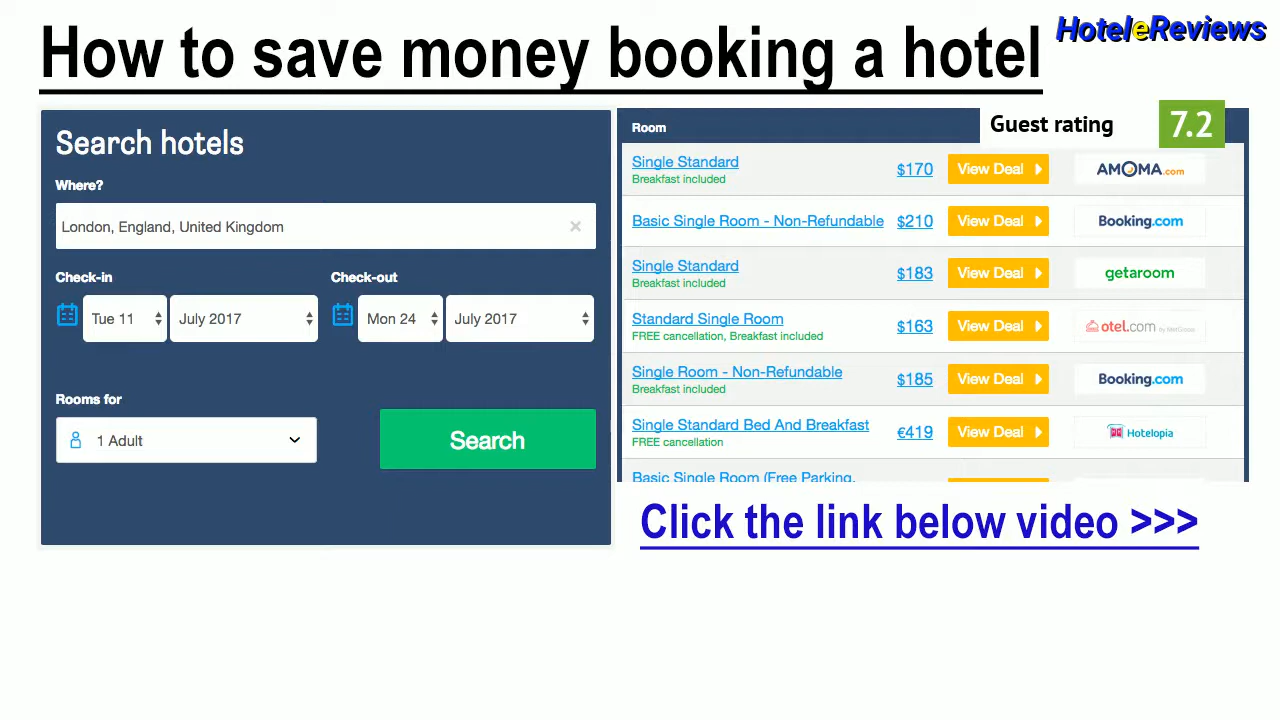 How to save money booking a hotel
HoteleReviews
Search hotels
Where?
London, England, United Kingdom
Check-in
Check-out
Tue 11
July 2017
Mon 24
July 2017
Rooms for
1 Adult
Search
Room
Guest rating
7.2
Single Standard
Breakfast included
$170
View Deal
AMOMA.com
Basic Single Room - Non-Refundable
$210
View Deal
Booking.com
Single Standard
Breakfast included
$183
View Deal
getaroom
Standard Single Room
FREE cancellation, Breakfast included
$163
View Deal
otel.com
Single Room - Non-Refundable
Breakfast included
$185
View Deal
Booking.com
Single Standard Bed And Breakfast
FREE cancellation
€419
View Deal
Hotelopia
Basic Single Room (Free Parking,
Click the link below video >>>